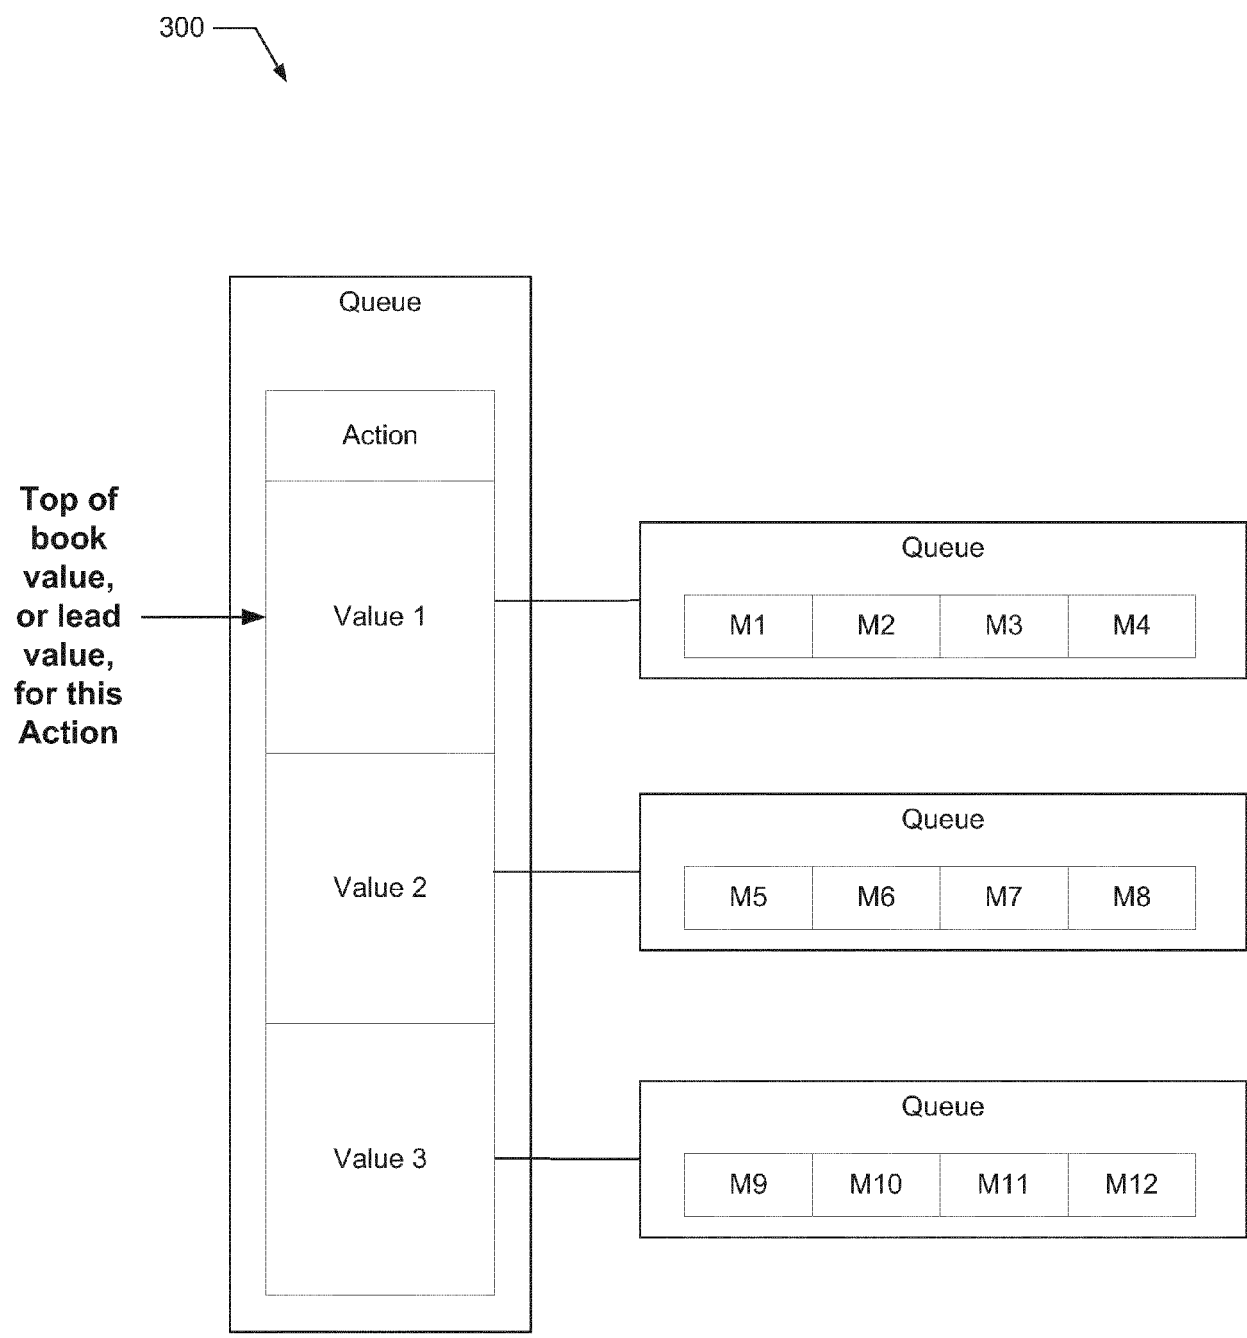 300
Queue
Action
Top of
book
value,
or lead
value,
for this
Action
Value 1
Queue
M1 M2 M3 M4
Value 2
Queue
M5 M6 M7 M8
Value 3
Queue
M9 M10 M11 M12